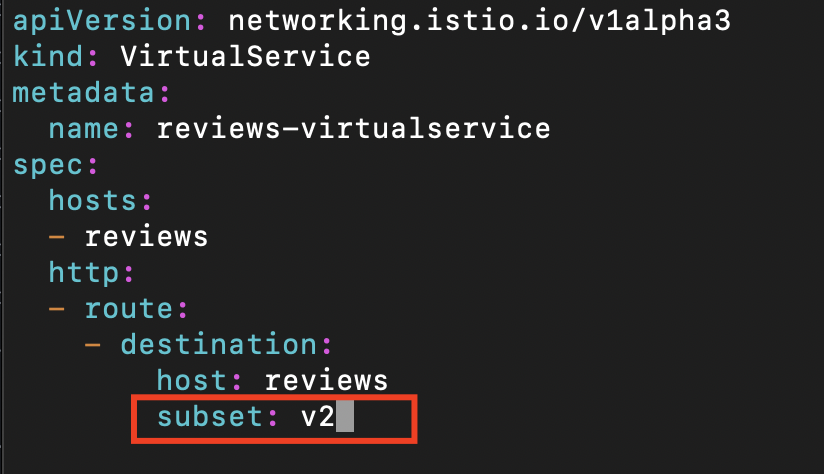 apiVersion: networking.istio.io/v1alpha3
kind: VirtualService
metadata:
  name: reviews-virtualservice
spec:
  hosts:
  - reviews
  http:
  - route:
    - destination:
        host: reviews
        subset: v2